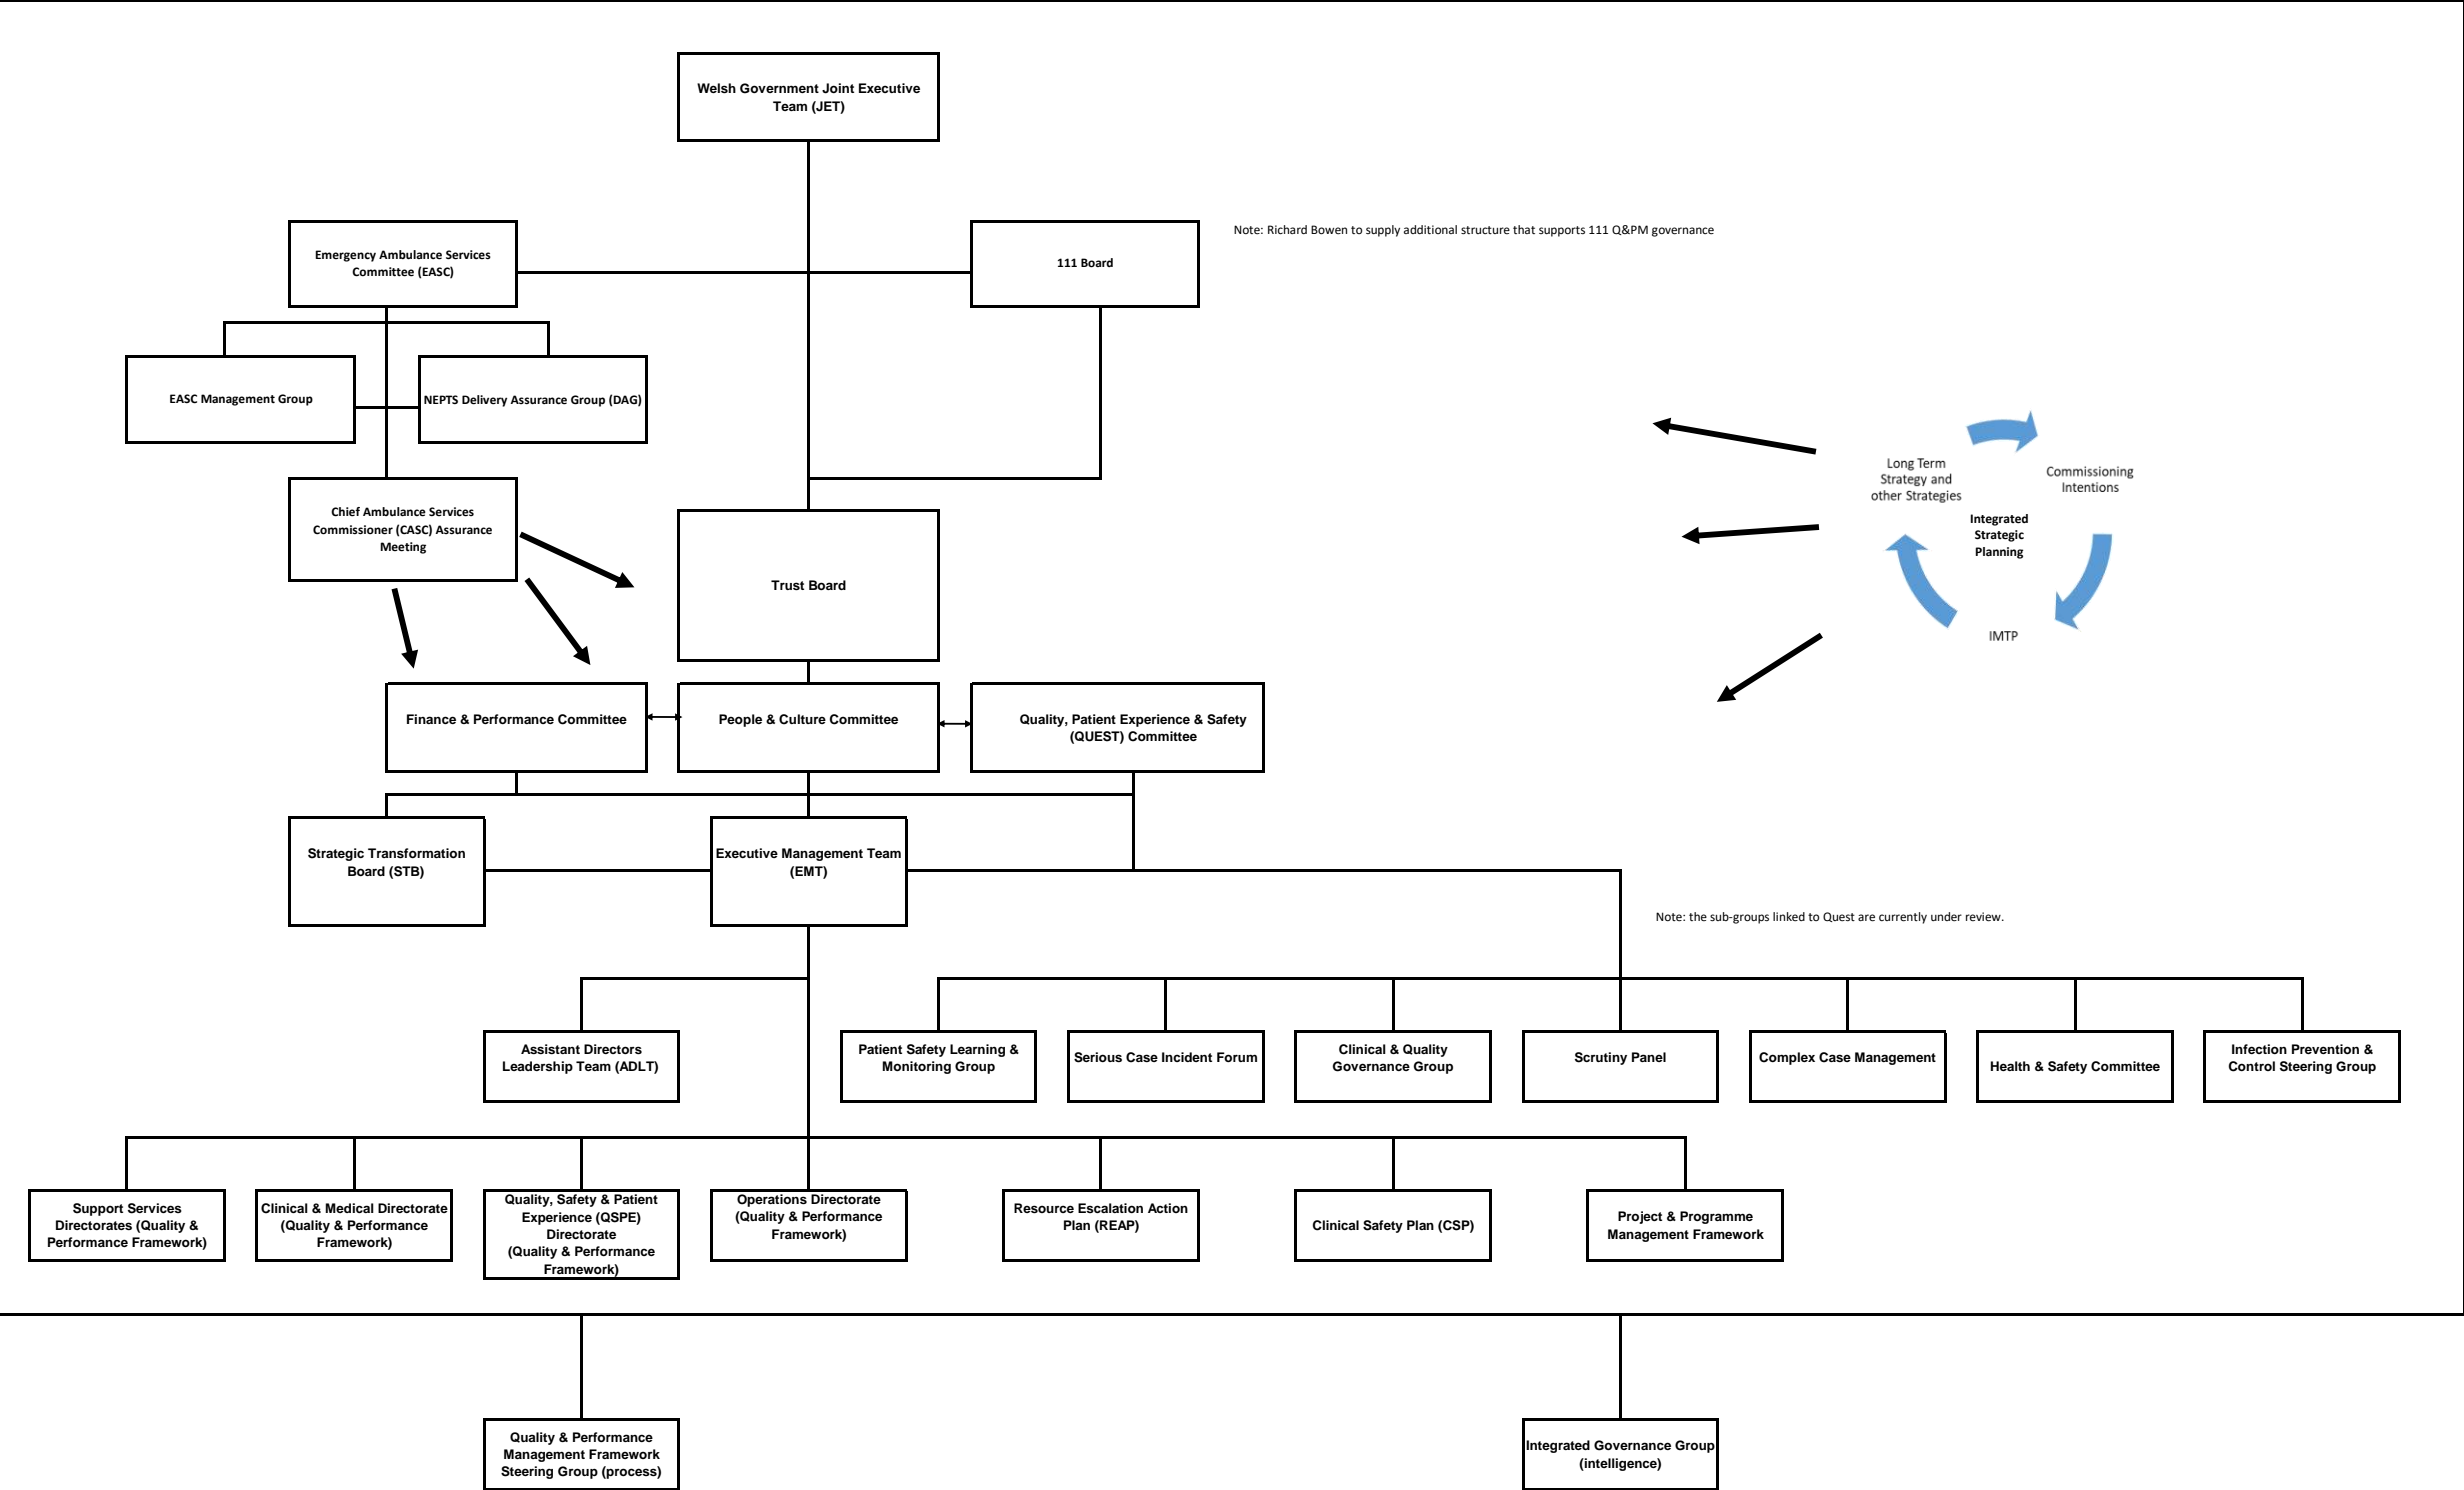 Welsh Government Joint Executive
Team (JET)
Emergency Ambulance Services
Committee (EASC)
111 Board
Note: Richard Bowen to supply additional structure that supports 111 Q&PM governance
EASC Management Group
NEPTS Delivery Assurance Group (DAG)
Long Term
Strategy and
other Strategies
Commissioning
Intentions
Integrated
Strategic
Planning
IMTP
Chief Ambulance Services
Commissioner (CASC) Assurance
Meeting
Trust Board
Finance & Performance Committee
People & Culture Committee
Quality, Patient Experience & Safety
(QUEST) Committee
Strategic Transformation
Board (STB)
Executive Management Team
(EMT)
Note: the sub-groups linked to Quest are currently under review.
Assistant Directors
Leadership Team (ADLT)
Patient Safety Learning &
Monitoring Group
Serious Case Incident Forum
Clinical & Quality
Governance Group
Scrutiny Panel
Complex Case Management
Health & Safety Committee
Infection Prevention &
Control Steering Group
Support Services
Directorates (Quality &
Performance Framework)
Clinical & Medical Directorate
(Quality & Performance
Framework)
Quality, Safety & Patient
Experience (QSPE)
Directorate
(Quality & Performance
Framework)
Operations Directorate
(Quality & Performance
Framework)
Resource Escalation Action
Plan (REAP)
Clinical Safety Plan (CSP)
Project & Programme
Management Framework
Quality & Performance
Management Framework
Steering Group (process)
Integrated Governance Group
(intelligence)